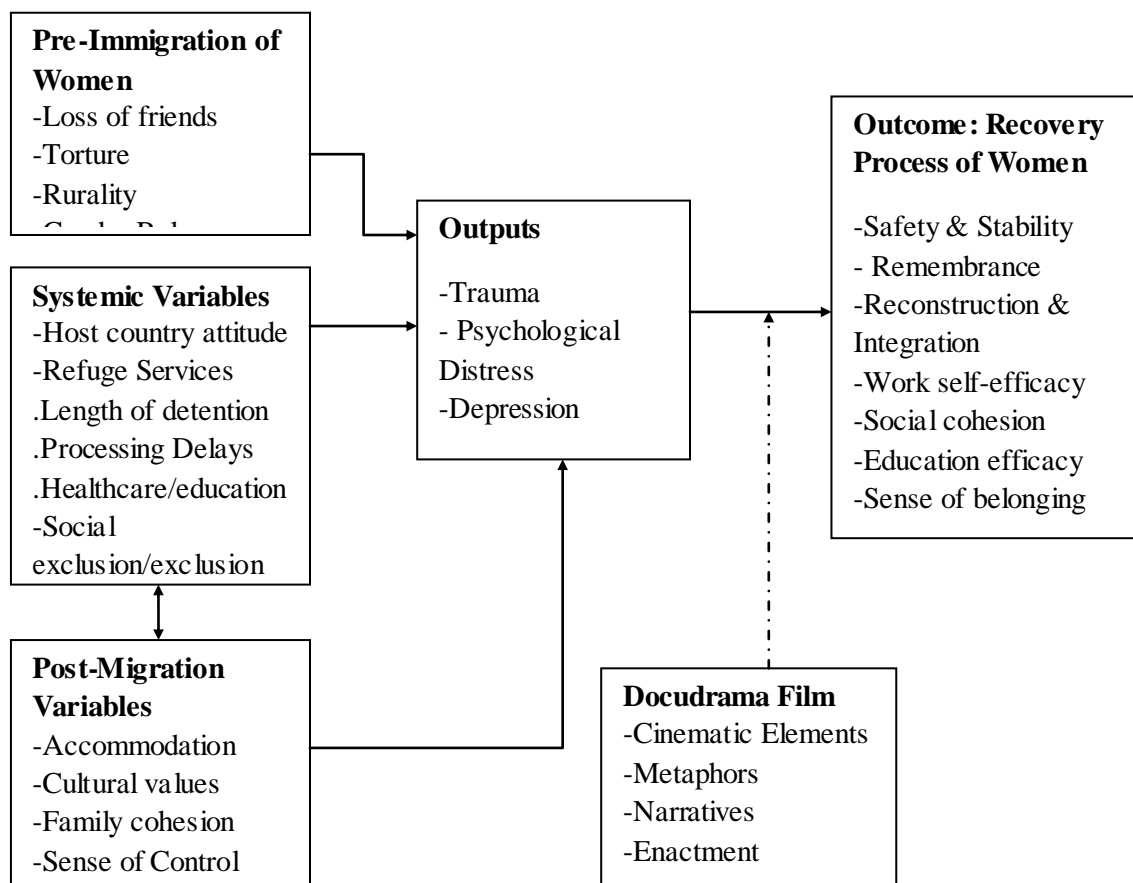 Pre-Immigration of
Women
-Loss of friends
-Torture
-Rurality
Systemic Variables
-Host country attitude
-Refuge Services
.Length of detention
.Processing Delays
.Healthcare/education
-Social
exclusion/exclusion
Post-Migration
Variables
-Accommodation
-Cultural values
-Family cohesion
-Sense of Control
Outputs
-Trauma
- Psychological
Distress
-Depression
Docudrama Film
-Cinematic Elements
-Metaphors
-Narratives
-Enactment
Outcome: Recovery
Process of Women
-Safety & Stability
- Remembrance
-Reconstruction &
Integration
-Work self-efficacy
-Social cohesion
-Education efficacy
-Sense of belonging